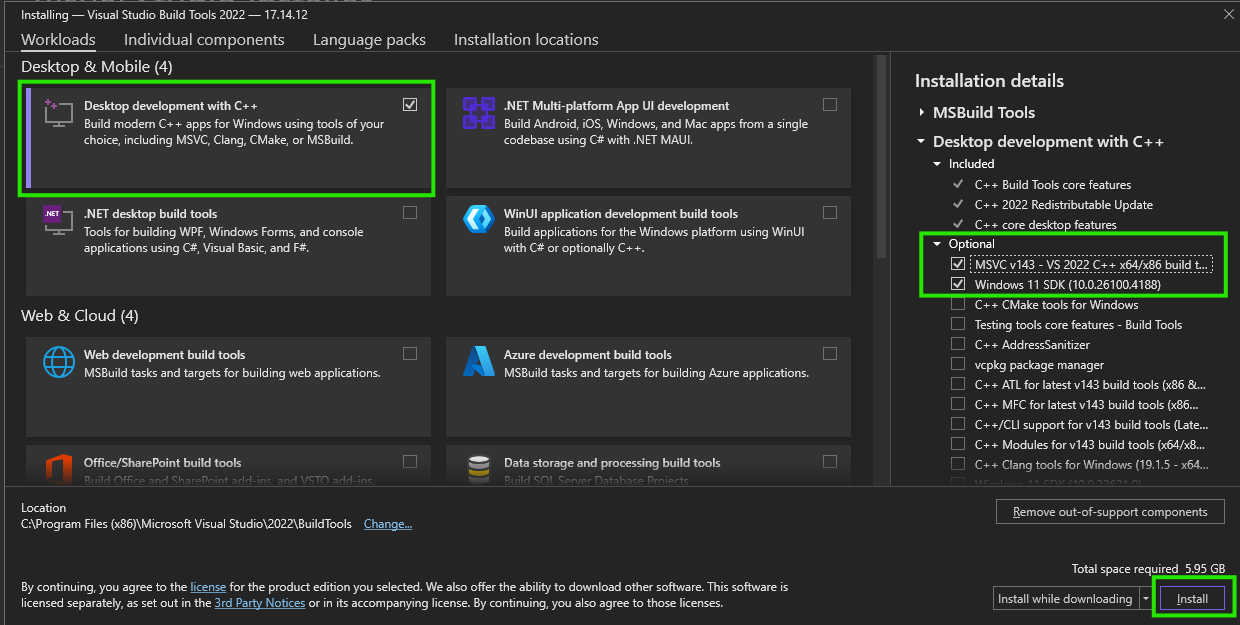 Installing — Visual Studio Build Tools 2022 — 17.14.12
Workloads
Individual components
Language packs
Installation locations
Desktop & Mobile (4)
Desktop development with C++
Build modern C++ apps for Windows using tools of your
choice, including MSVC, Clang, CMake, or MSBuild.
.NET Multi-platform App UI development
Build Android, iOS, Windows, and Mac apps from a single
codebase using C# with .NET MAUI.
.NET
.NET desktop build tools
Tools for building WPF, Windows Forms, and console
applications using C#, Visual Basic, and F#.
WinUI application development build tools
Build applications for the Windows platform using WinUI
with C# or optionally C++.
Web & Cloud (4)
Web development build tools
MSBuild tasks and targets for building web applications.
Azure development build tools
MSBuild tasks and targets for building Azure applications.
Office/SharePoint build tools
Build Office and SharePoint add-ins, and VSTO add-ins.
Data storage and processing build tools
Build SQL Server Database Projects
Installation details
MSBuild Tools
Desktop development with C++
Included
C++ Build Tools core features
C++ 2022 Redistributable Update
C++ core desktop features
Optional
MSVC v143 - VS 2022 C++ x64/x86 build t...
Windows 11 SDK (10.0.26100.4188)
C++ CMake tools for Windows
Testing tools core features - Build Tools
C++ AddressSanitizer
vcpkg package manager
C++ ATL for latest v143 build tools (x86 &...
C++ MFC for latest v143 build tools (x86...
C++/CLI support for v143 build tools (Late...
C++ Modules for v143 build tools (x64/x8...
C++ Clang tools for Windows (19.1.5 - x64...
Location
C:\Program Files (x86)\Microsoft Visual Studio\2022\BuildTools Change...
Remove out-of-support components
Total space required 5.95 GB
By continuing, you agree to the license for the product edition you selected. We also offer the ability to download other software. This software is
licensed separately, as set out in the 3rd Party Notices or in its accompanying license. By continuing, you also agree to those licenses.
Install while downloading
Install